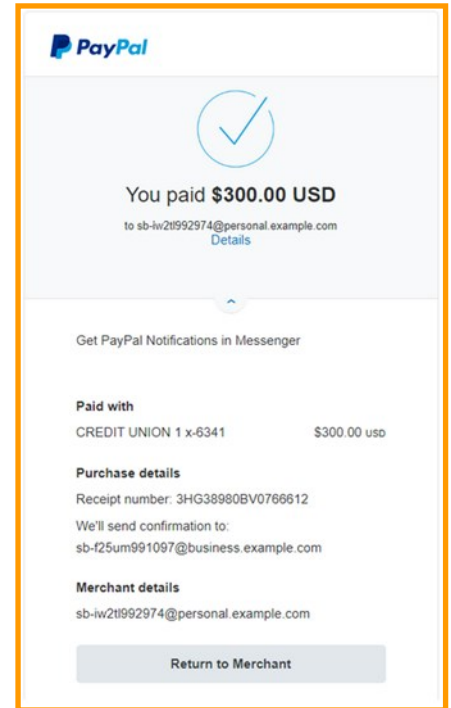 PayPal
You paid $300.00 USD
to sb-iw2tl992974@personal.example.com
Details
Get PayPal Notifications in Messenger
Paid with
CREDIT UNION 1 x-6341 $300.00 USD
Purchase details
Receipt number: 3HG38980BV0766612
We'll send confirmation to:
sb-f25um991097@business.example.com
Merchant details
sb-iw2tl992974@personal.example.com
Return to Merchant